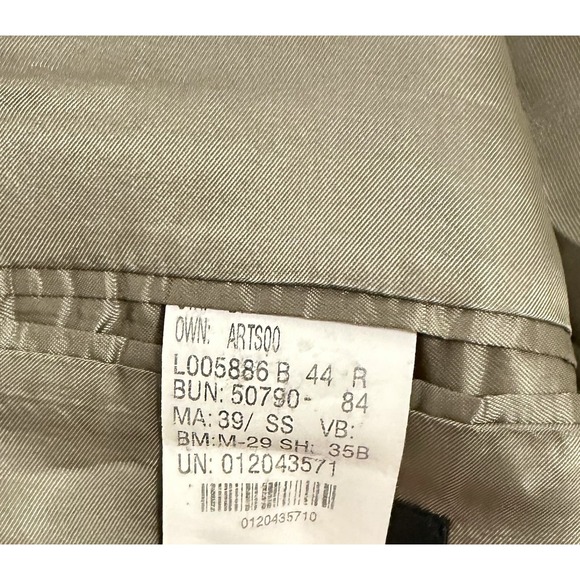 OWN: ARTS00
L005886 B 44 R
BUN: 50790- 84
MA: 39/ SS VB:
BM:M-29 SH: 35B
UN: 012043571
0120435710